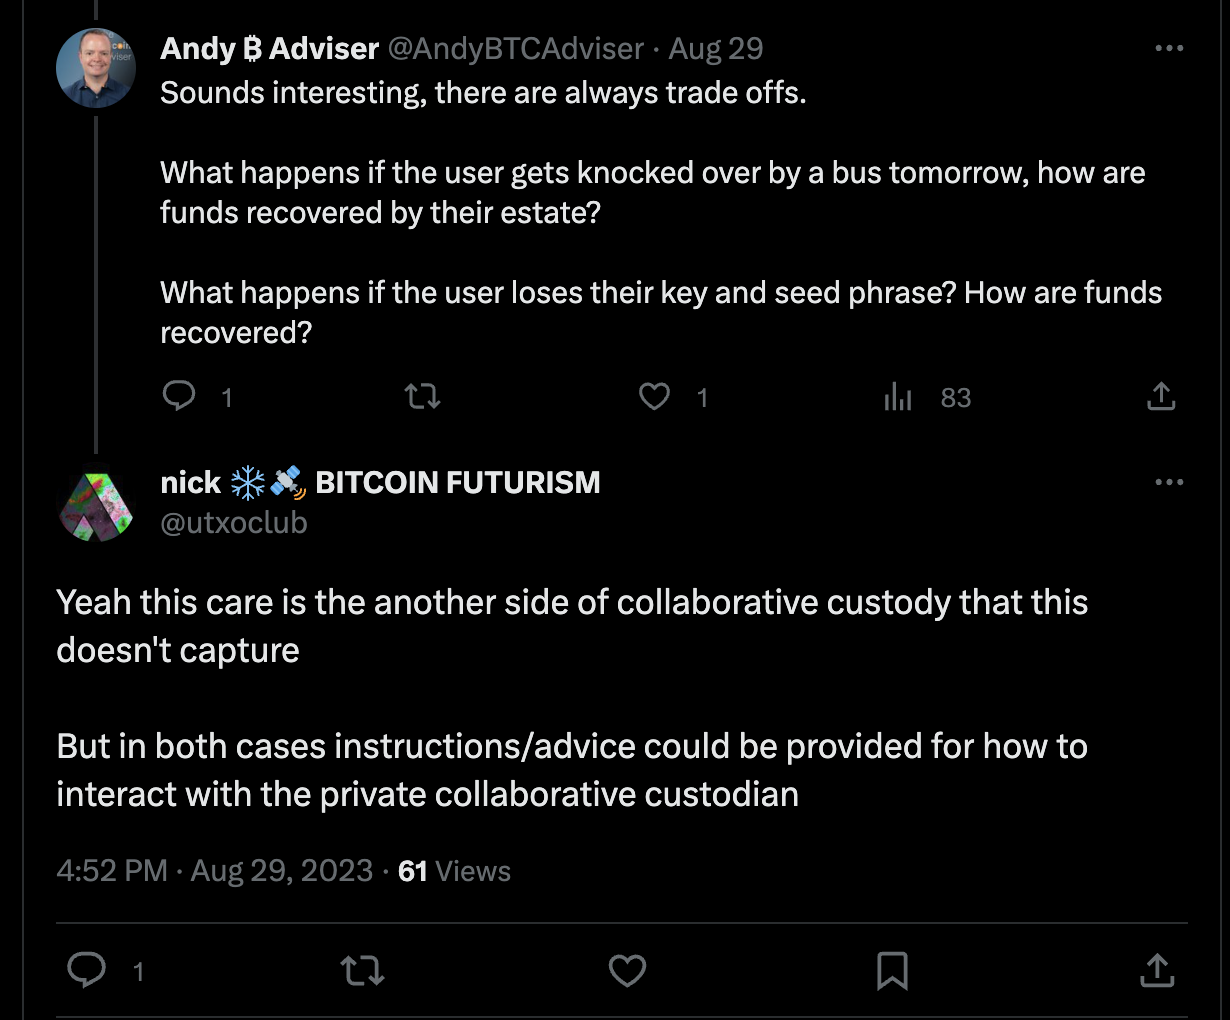 Andy ₿ Adviser @AndyBTCAdviser · Aug 29
Sounds interesting, there are always trade offs.
What happens if the user gets knocked over by a bus tomorrow, how are
funds recovered by their estate?
What happens if the user loses their key and seed phrase? How are funds
recovered?
1 1 83
nick ❄️🛰️ BITCOIN FUTURISM
@utxoclub
Yeah this care is the another side of collaborative custody that this
doesn't capture
But in both cases instructions/advice could be provided for how to
interact with the private collaborative custodian
4:52 PM · Aug 29, 2023 · 61 Views
1